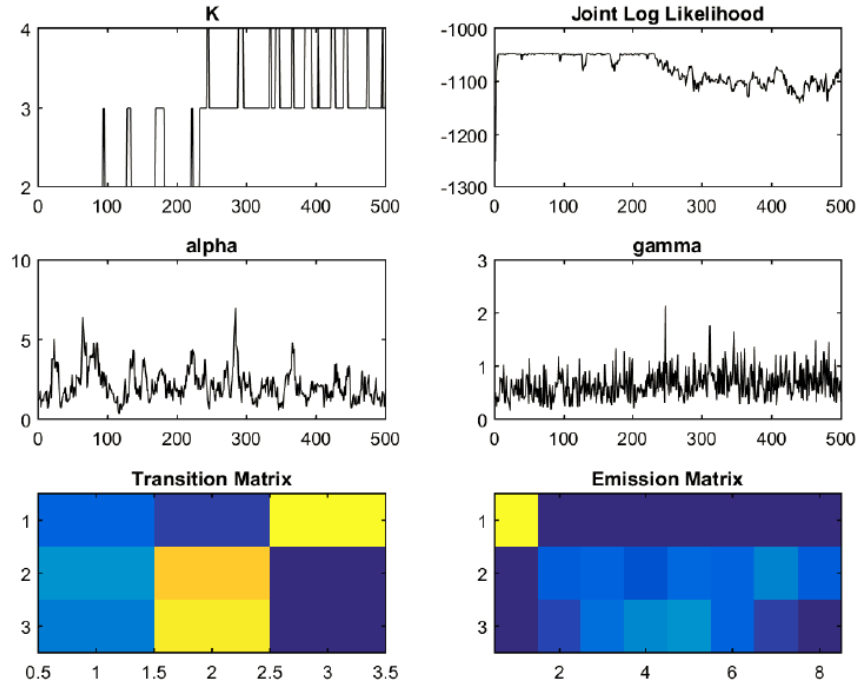 K
4
3
2
0 100 200 300 400 500
Joint Log Likelihood
-1000
-1100
-1200
-1300
0 100 200 300 400 500
alpha
10
5
0
0 100 200 300 400 500
gamma
3
2
1
0
0 100 200 300 400 500
Transition Matrix
1
2
3
0.5 1 1.5 2 2.5 3 3.5
Emission Matrix
1
2
3
2 4 6 8